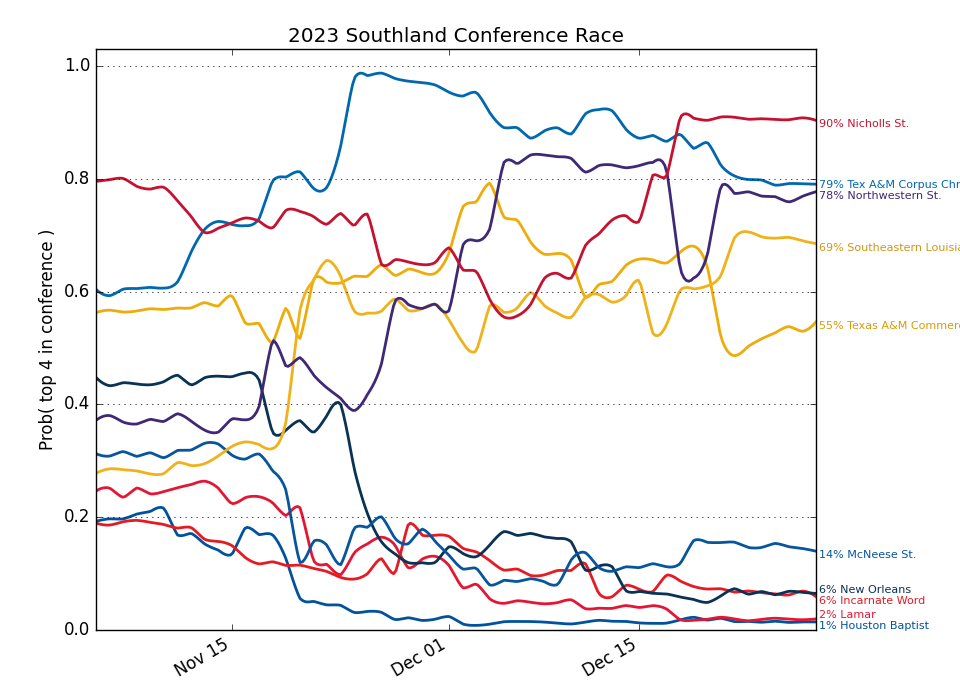 2023 Southland Conference Race
Prob( top 4 in conference )
1.0
0.8
0.6
0.4
0.2
0.0
Nov 15
Dec 01
Dec 15
90% Nicholls St.
79% Tex A&M Corpus Chr
78% Northwestern St.
69% Southeastern Louisia
55% Texas A&M Commerc
14% McNeese St.
6% New Orleans
6% Incarnate Word
2% Lamar
1% Houston Baptist